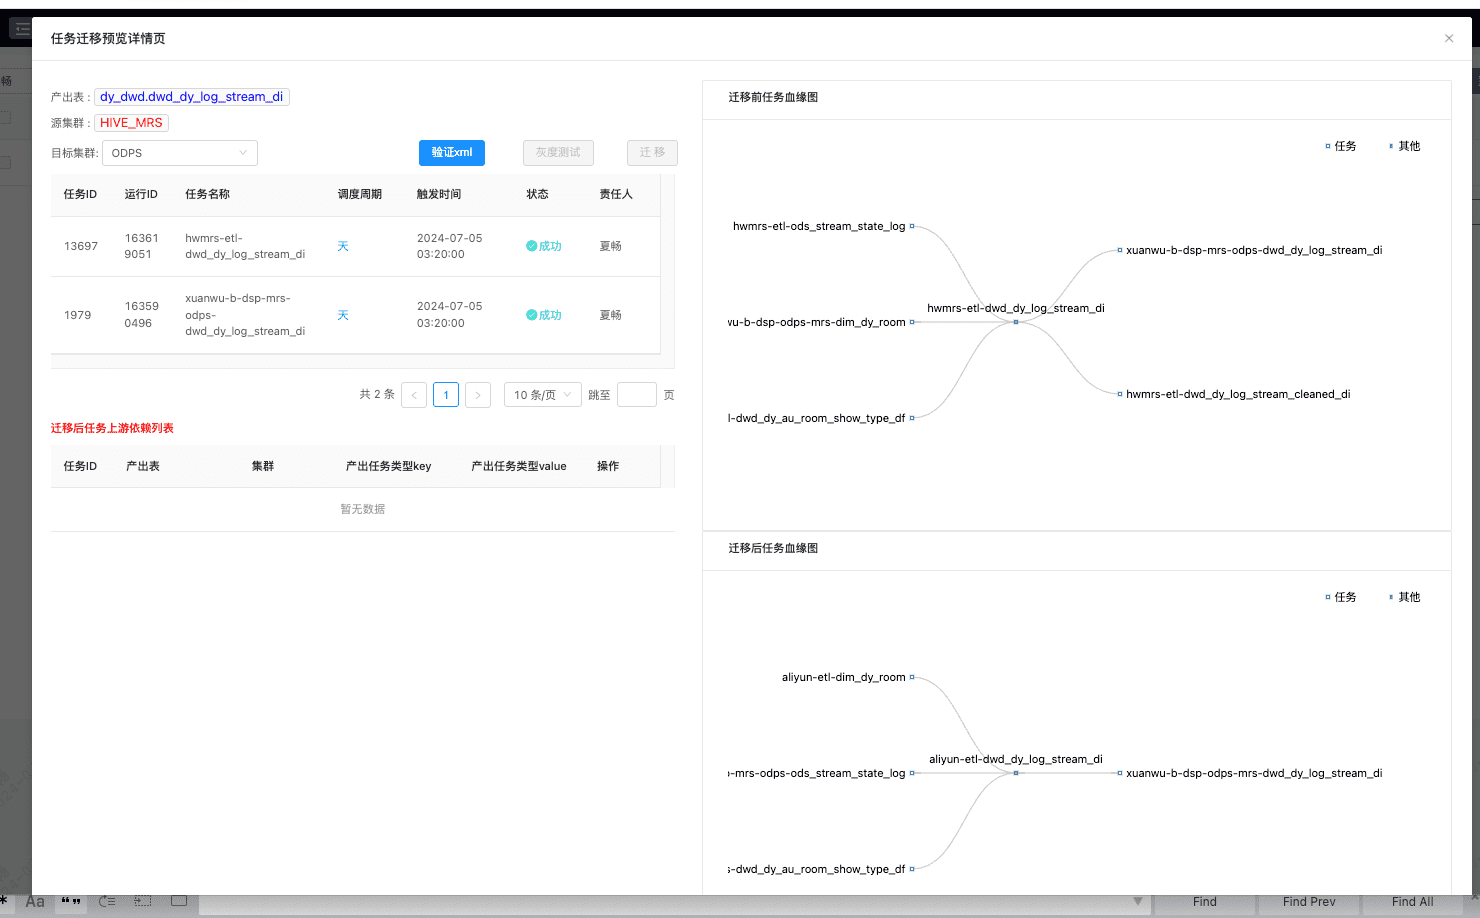 任务迁移预览详情页
畅
产出表 : dy_dwd.dwd_dy_log_stream_di
源集群 : HIVE_MRS
目标集群: ODPS
验证xml
灰度测试
迁 移
任务ID 运行ID 任务名称 调度周期 触发时间 状态 责任人
13697 16361 9051 hwmrs-etl-dwd_dy_log_stream_di 天 2024-07-05 03:20:00 成功 夏畅
1979 16359 0496 xuanwu-b-dsp-mrs-odps-dwd_dy_log_stream_di 天 2024-07-05 03:20:00 成功 夏畅
共 2 条 < 1 > 10 条/页 跳至 页
迁移后任务上游依赖列表
任务ID 产出表 集群 产出任务类型key 产出任务类型value 操作
暂无数据
迁移前任务血缘图
任务 其他
hwmrs-etl-ods_stream_state_log
xuanwu-b-dsp-mrs-odps-dwd_dy_log_stream_di
hwmrs-etl-dwd_dy_log_stream_di
wu-b-dsp-odps-mrs-dim_dy_room
hwmrs-etl-dwd_dy_log_stream_cleaned_di
l-dwd_dy_au_room_show_type_df
迁移后任务血缘图
任务 其他
aliyun-etl-dim_dy_room
aliyun-etl-dwd_dy_log_stream_di
-mrs-odps-ods_stream_state_log
xuanwu-b-dsp-odps-mrs-dwd_dy_log_stream_di
s-dwd_dy_au_room_show_type_df
Aa
Find Find Prev Find All